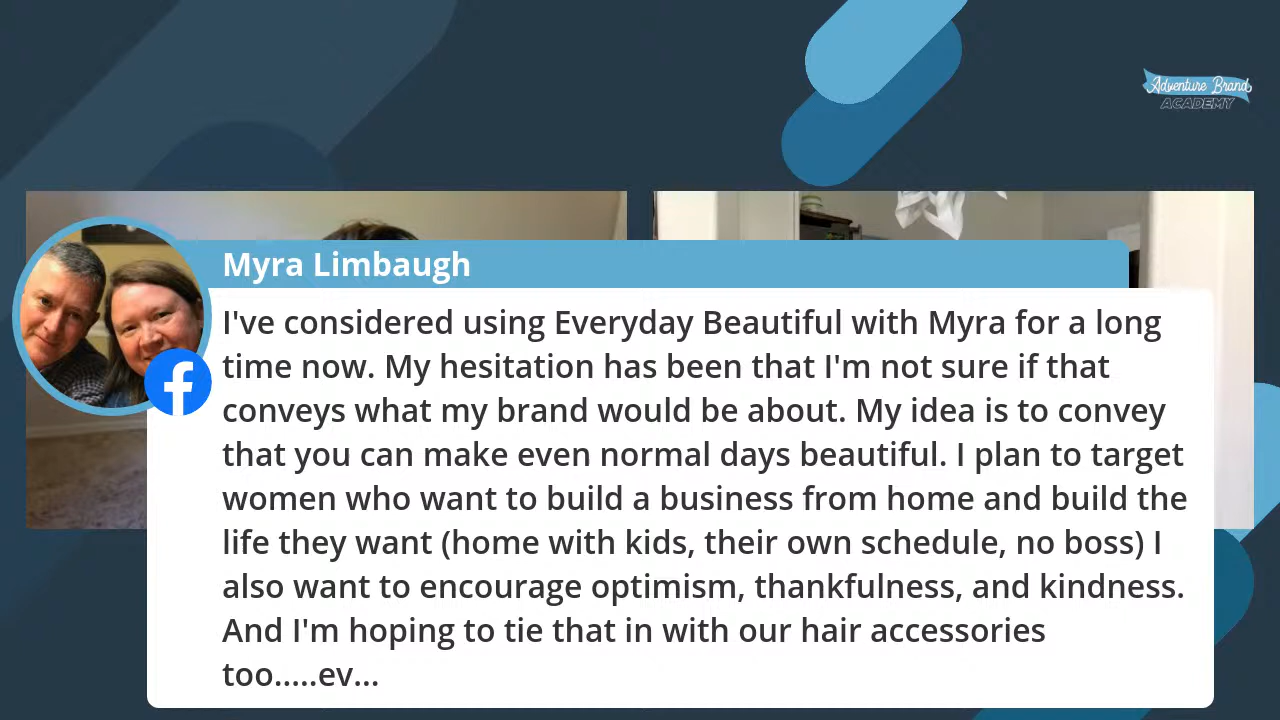 Adventure Brand
ACADEMY
Myra Limbaugh
I've considered using Everyday Beautiful with Myra for a long
time now. My hesitation has been that I'm not sure if that
conveys what my brand would be about. My idea is to convey
that you can make even normal days beautiful. I plan to target
women who want to build a business from home and build the
life they want (home with kids, their own schedule, no boss) I
also want to encourage optimism, thankfulness, and kindness.
And I'm hoping to tie that in with our hair accessories
too.....ev...